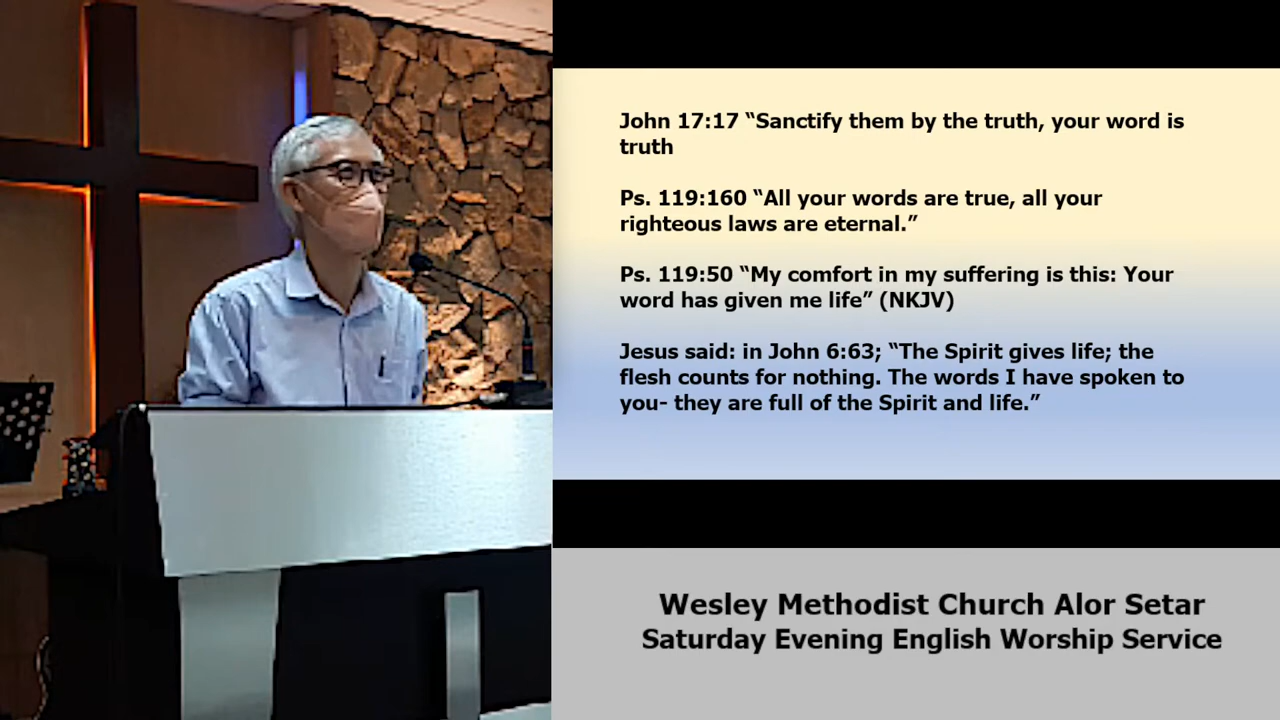 John 17:17 “Sanctify them by the truth, your word is
truth
Ps. 119:160 “All your words are true, all your
righteous laws are eternal.”
Ps. 119:50 “My comfort in my suffering is this: Your
word has given me life” (NKJV)
Jesus said: in John 6:63; “The Spirit gives life; the
flesh counts for nothing. The words I have spoken to
you- they are full of the Spirit and life.”
Wesley Methodist Church Alor Setar
Saturday Evening English Worship Service